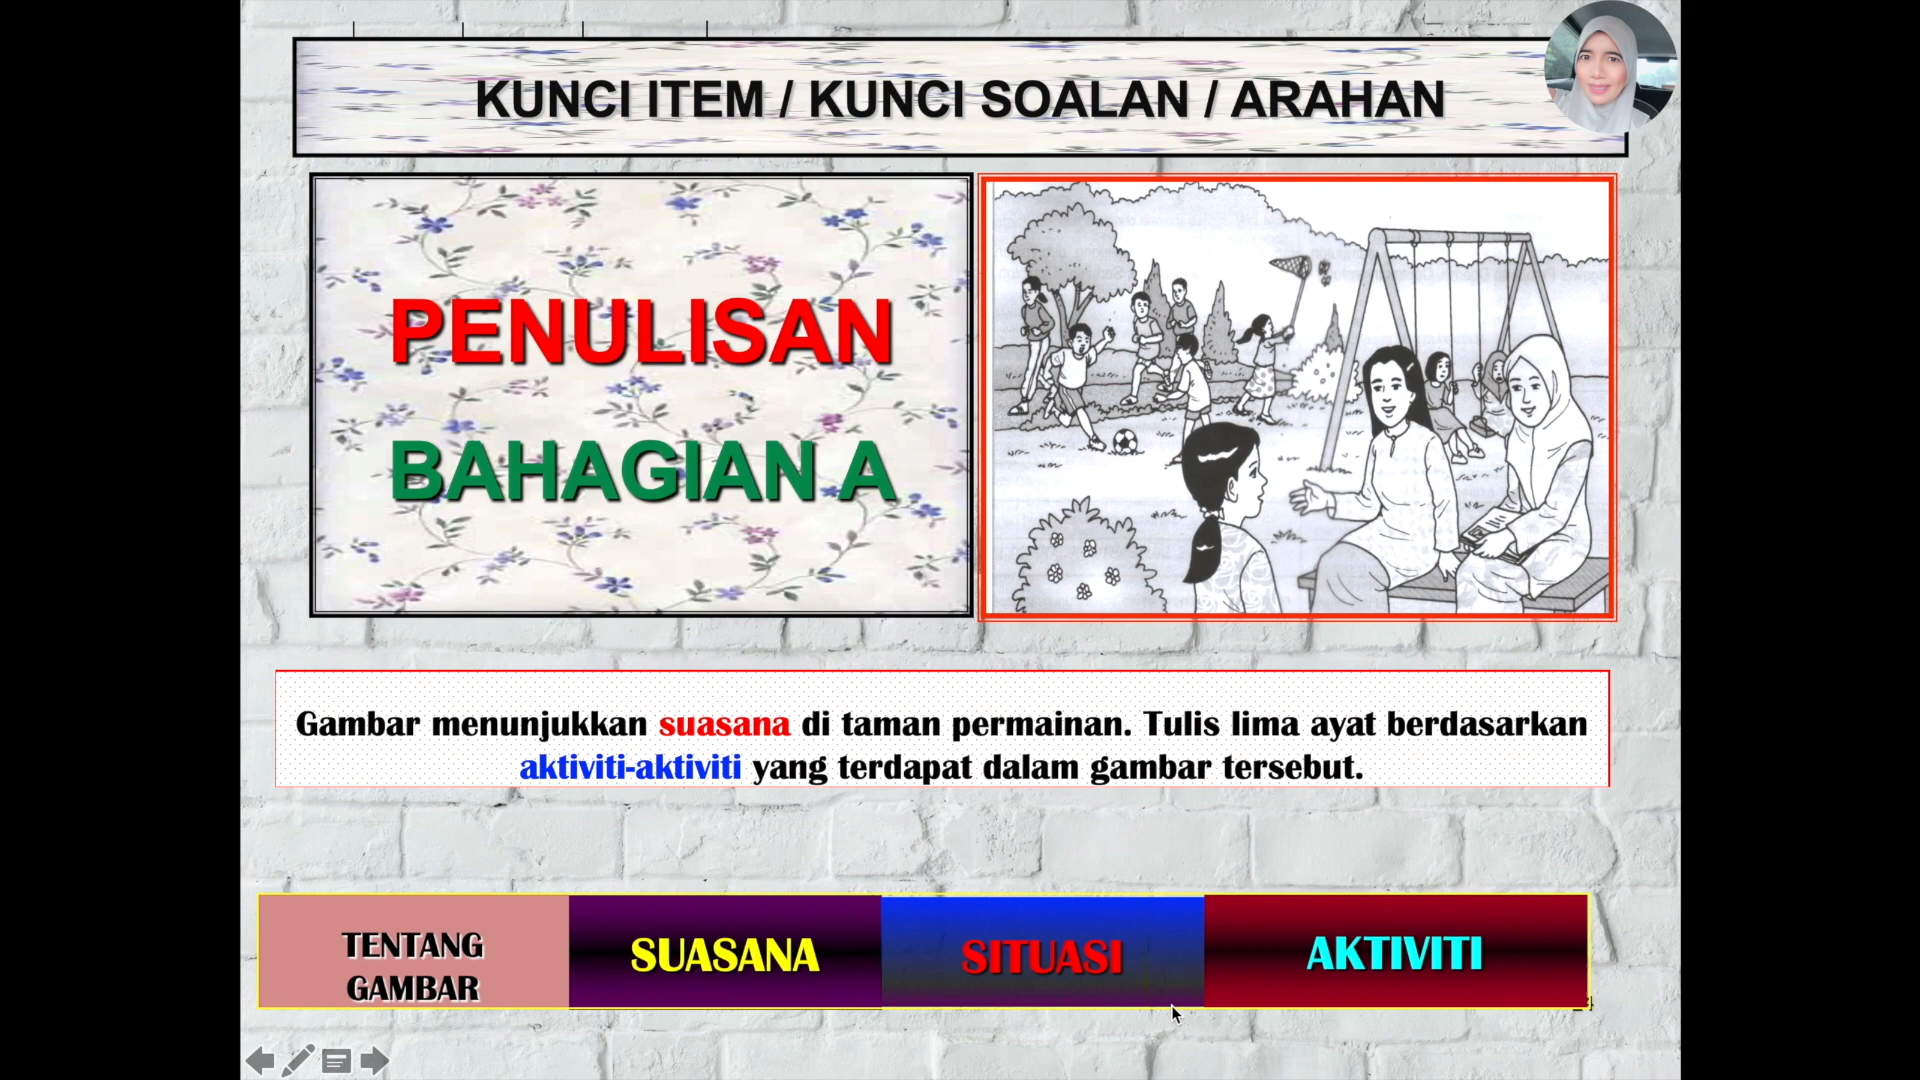 KUNCI ITEM / KUNCI SOALAN / ARAHAN
PENULISAN
BAHAGIAN A
Gambar menunjukkan suasana di taman permainan. Tulis lima ayat berdasarkan
aktiviti-aktiviti yang terdapat dalam gambar tersebut.
TENTANG
GAMBAR
SUASANA
SITUASI
AKTIVITI